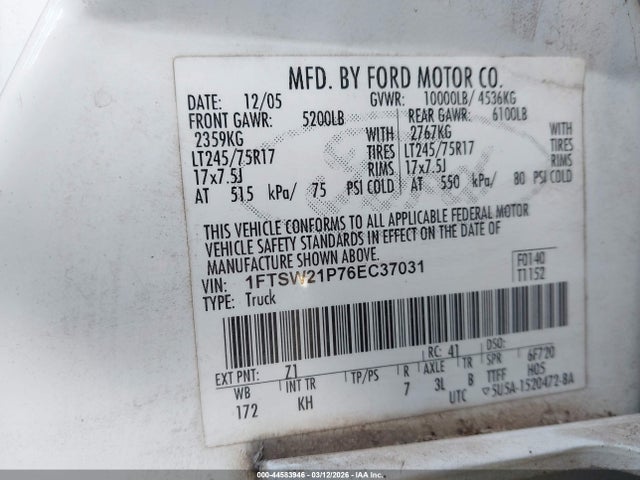 MFD. BY FORD MOTOR CO.
DATE: 12/05 GVWR: 10000LB/ 4536KG
FRONT GAWR: 5200LB REAR GAWR: 6100LB
2359KG WITH 2767KG WITH
LT245/75R17 TIRES LT245/75R17 TIRES
17x7.5J RIMS 17x7.5J RIMS
AT 515 kPa/ 75 PSI COLD AT 550 kPa/ 80 PSI COLD
THIS VEHICLE CONFORMS TO ALL APPLICABLE FEDERAL MOTOR
VEHICLE SAFETY STANDARDS IN EFFECT ON THE DATE OF
MANUFACTURE SHOWN ABOVE.
VIN: 1FTSW21P76EC37031 F0140
TYPE: Truck T1152
EXT PNT: Z1 RC: 41 DSO:
WB INT TR TP/PS R AXLE TR SPR 6F720
172 KH 7 3L B TTFF H05
UTC ▽5U5A-1520472-BA
000-44583946 - 03/12/2026 - COPYRIGHT IAA, LLC